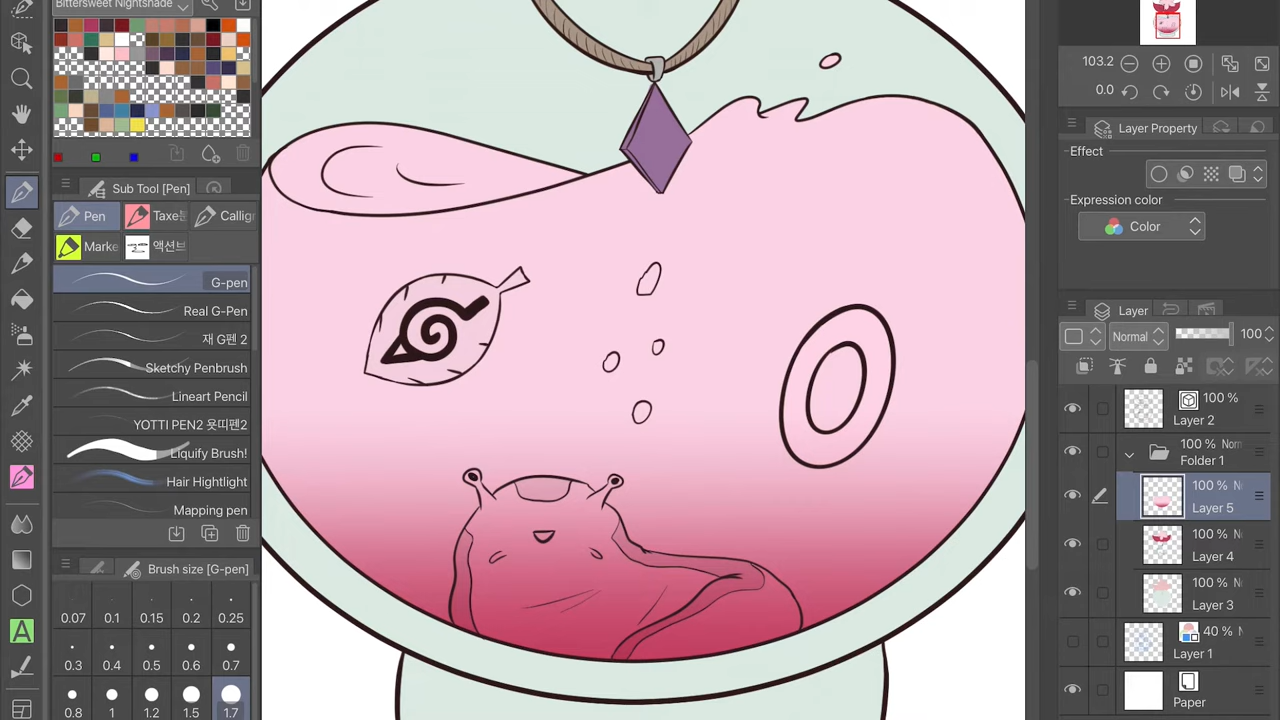 Bittersweet Nightshade
Sub Tool [Pen]
Pen
Taxe
Callig
Marke
액션브
G-pen
Real G-Pen
재 G펜 2
Sketchy Penbrush
Lineart Pencil
YOTTI PEN2 욧띠펜2
Liquify Brush!
Hair Hightlight
Mapping pen
Brush size [G-pen]
0.07 0.1 0.15 0.2 0.25
0.3 0.4 0.5 0.6 0.7
0.8 1 1.2 1.5 1.7
A
103.2
0.0
Layer Property
Effect
Expression color
Color
Layer
Normal
100
100 %
Layer 2
100 % Norm
Folder 1
100 % N
Layer 5
100 % N
Layer 4
100 % N
Layer 3
40 % N
Layer 1
Paper